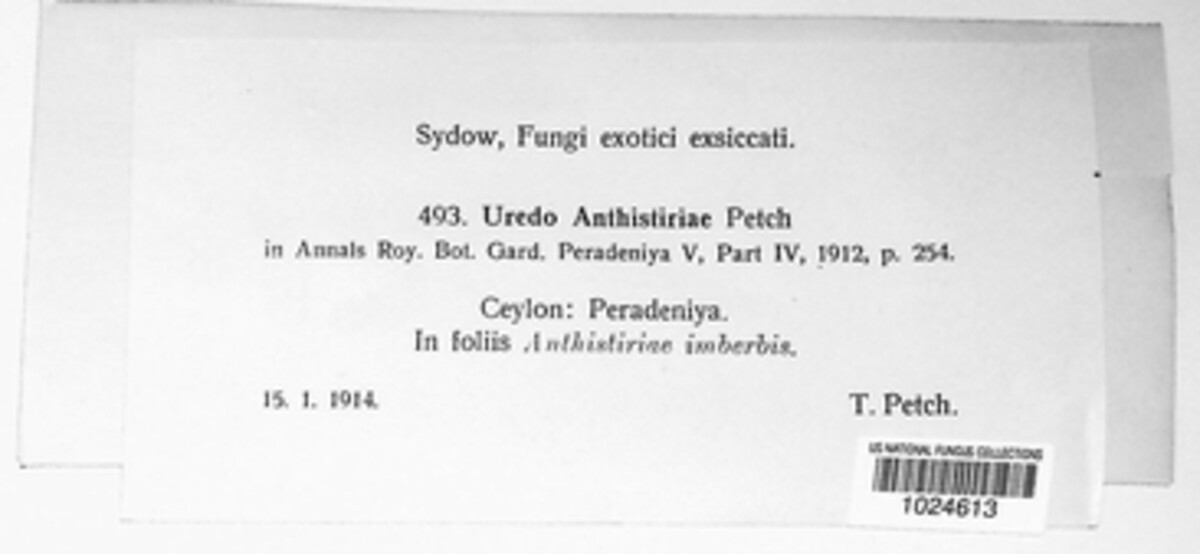 Sydow, Fungi exotici exsiccati.
493. Uredo Anthistiriae Petch
in Annals Roy. Bot. Gard. Peradeniya V, Part IV, 1912, p. 254.
Ceylon: Peradeniya.
In foliis Anthistiriae imberbis.
15. 1. 1914.
T. Petch.
US NATIONAL FUNGUS COLLECTIONS
1024613